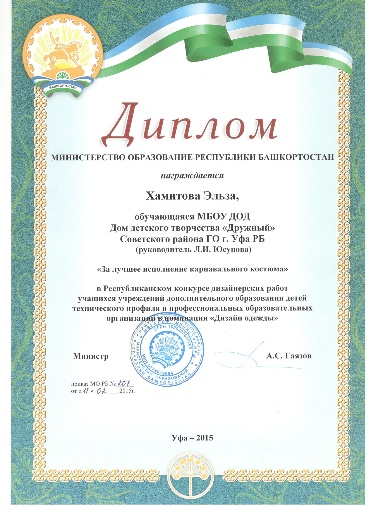 Диплом
МИНИСТЕРСТВО ОБРАЗОВАНИЕ РЕСПУБЛИКИ БАШКОРТОСТАН
награждается
Хамитова Эльза,
обучающаяся МБОУ ДОД
Дом детского творчества «Дружный»
Советского района ГО г. Уфа РБ
(руководитель Л.И. Юсупова)
«За лучшее исполнение карнавального костюма»
в Республиканском конкурсе дизайнерских работ
учащихся учреждений дополнительного образования детей
технического профиля и профессиональных образовательных
организаций в номинации «Дизайн одежды»
Министр А.С. Гаязов
приказ МО РБ №
от « 11 » 02 2015г.
Уфа – 2015